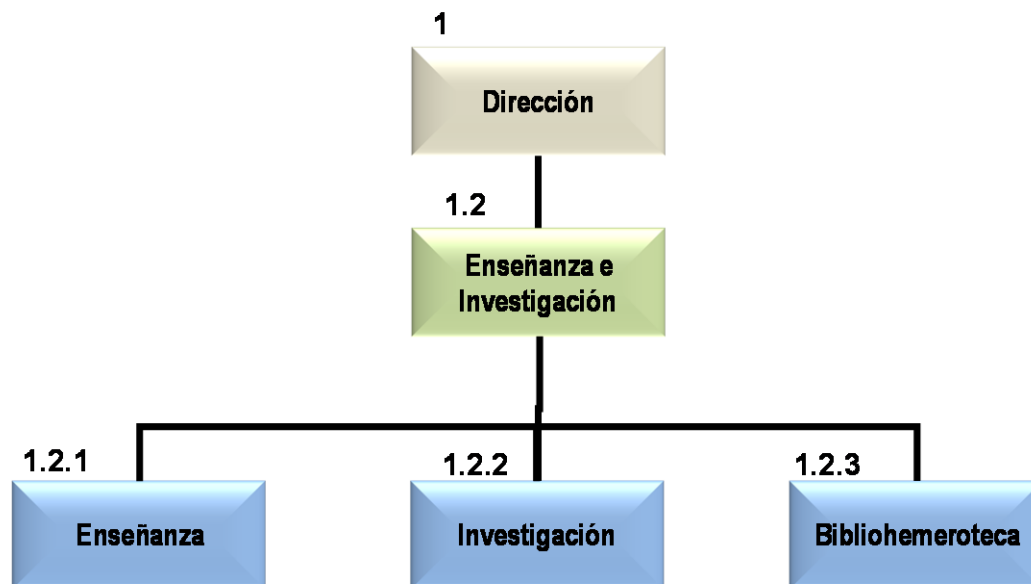 1
Dirección
1.2
Enseñanza e
Investigación
1.2.1
Enseñanza
1.2.2
Investigación
1.2.3
Bibliohemeroteca